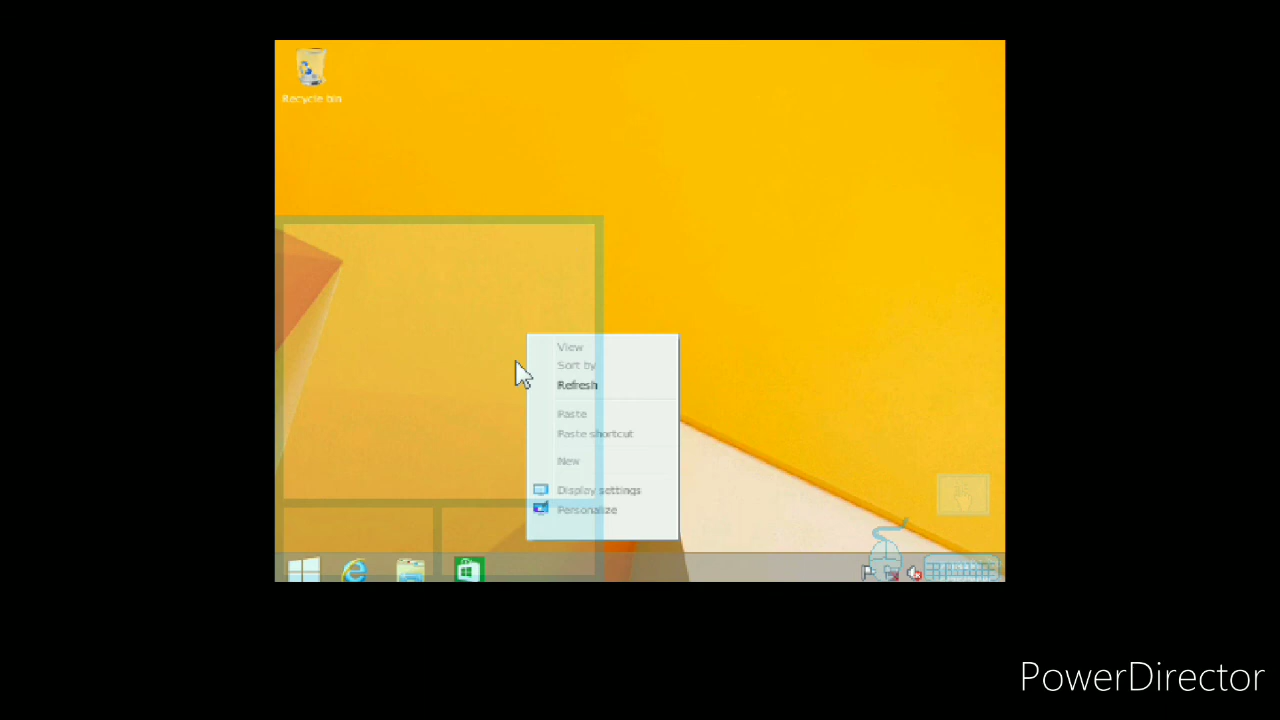 Recycle bin
View
Sort by
Refresh
Paste
Paste shortcut
New
Display settings
Personalize
PowerDirector